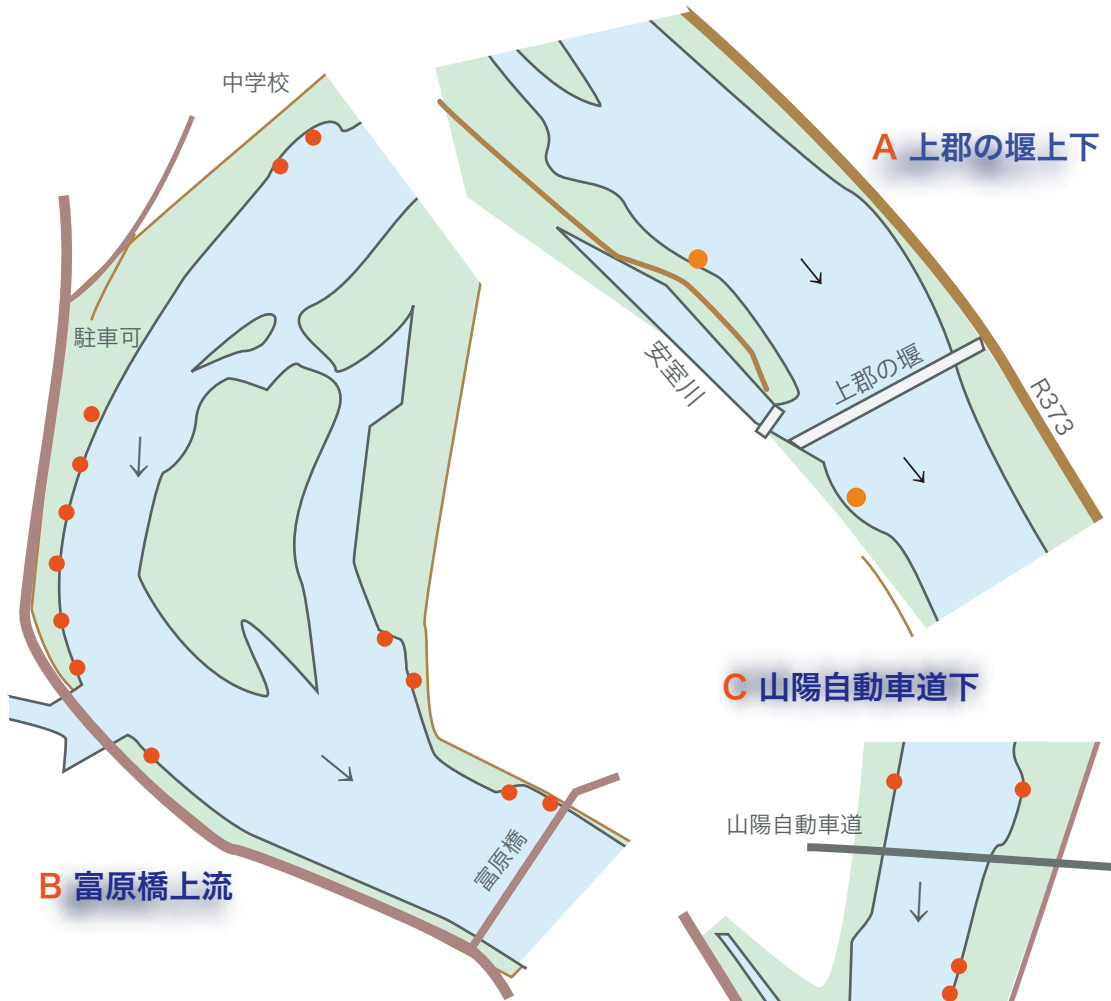 中学校
A 上郡の堰上下
駐車可
安室川
上郡の堰
R373
C 山陽自動車道下
山陽自動車道
富原橋
B 富原橋上流